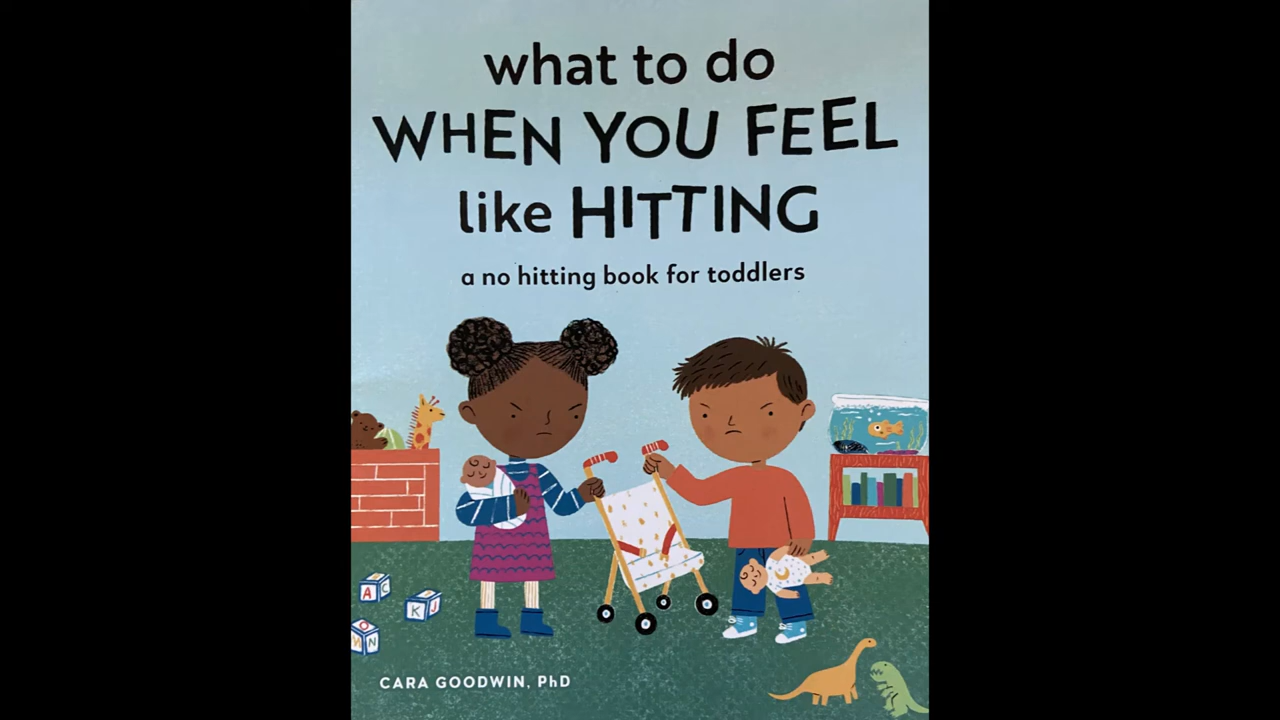 what to do
WHEN YOU FEEL
like HITTING
a no hitting book for toddlers
A C
K J
O
W N
CARA GOODWIN, PhD